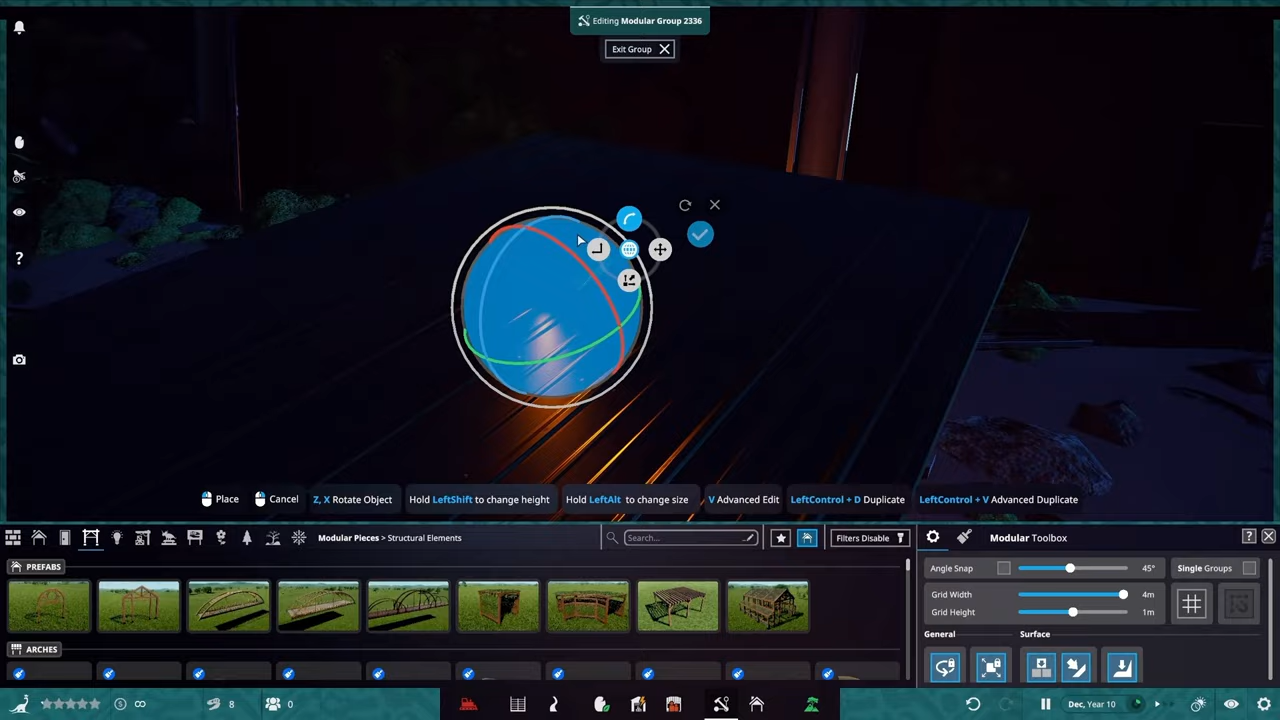 Editing Modular Group 2336
Exit Group
Place
Cancel
Z, X Rotate Object
Hold LeftShift to change height
Hold LeftAlt to change size
V Advanced Edit
LeftControl + D Duplicate
LeftControl + V Advanced Duplicate
Modular Pieces > Structural Elements
Search...
Filters Disable
Modular Toolbox
?
PREFABS
Angle Snap
45°
Single Groups
Grid Width
4m
Grid Height
1m
General
Surface
ARCHES
8
0
Dec, Year 10